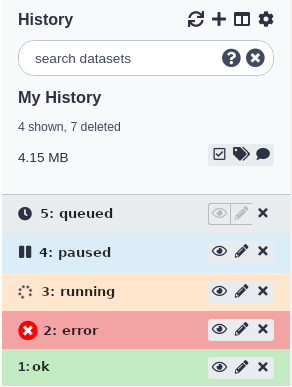 History
search datasets
My History
4 shown, 7 deleted
4.15 MB
5: queued
4: paused
3: running
2: error
1: ok